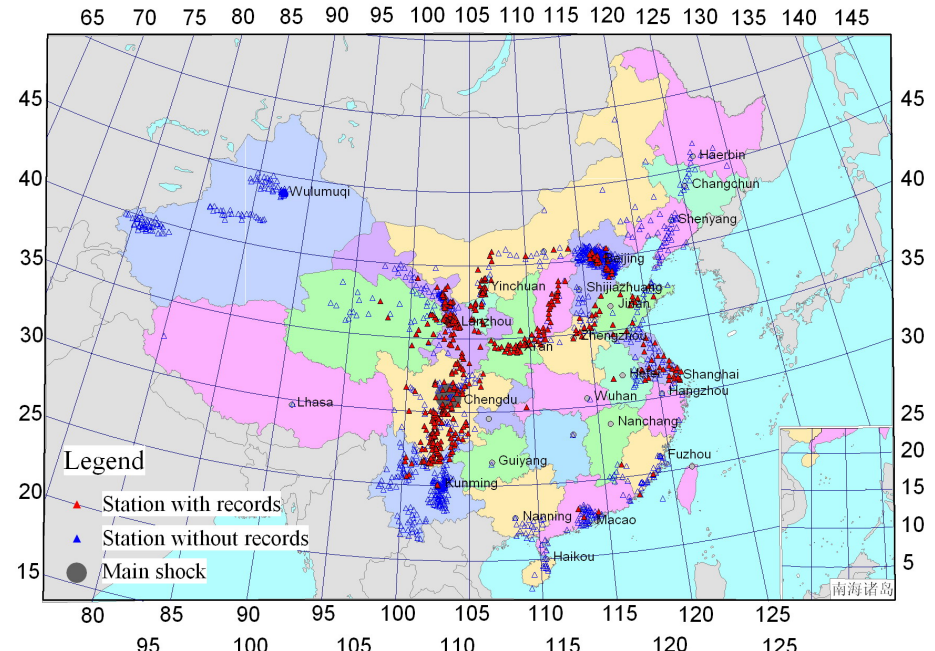 65 70 75 80 85 90 95 100 105 110 115 120 125 130 135 140 145
45 45
40 40
35 35
30 30
25 25
20 20
15 15
10
5
Haerbin
Changchun
Wulumuqi
Shenyang
Beijing
Yinchuan
Shijiazhuang
Jinan
Lanzhou
Zhengzhou
Xi'an
Hefei
Shanghai
Chengdu
Wuhan
Hangzhou
Lhasa
Nanchang
Guiyang
Fuzhou
Kunming
Nanning
Macao
Haikou
Legend
Station with records
Station without records
Main shock
南海诸岛
80 85 90 95 100 105 110 115 120 125 130 135
95 100 105 110 115 120 125